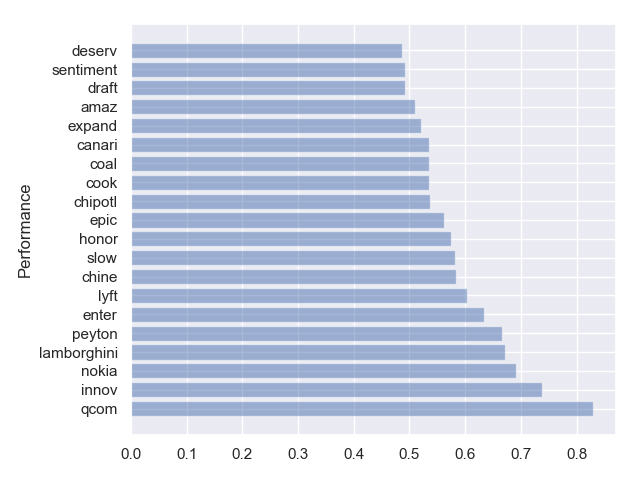 deserv
sentiment
draft
amaz
expand
canari
coal
cook
chipotl
epic
honor
slow
chine
lyft
enter
peyton
lamborghini
nokia
innov
qcom
Performance
0.0 0.1 0.2 0.3 0.4 0.5 0.6 0.7 0.8